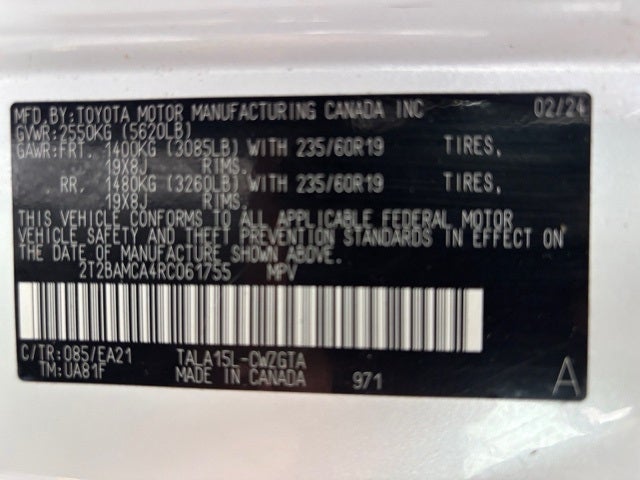 MFD.BY:TOYOTA MOTOR MANUFACTURING CANADA INC 02/24
GVWR:2550KG (5620LB)
GAWR:FRT. 1400KG (3085LB) WITH 235/60R19 TIRES,
19X8J RIMS.
RR. 1480KG (3260LB) WITH 235/60R19 TIRES,
19X8J RIMS.
THIS VEHICLE CONFORMS TO ALL APPLICABLE FEDERAL MOTOR
VEHICLE SAFETY AND THEFT PREVENTION STANDARDS IN EFFECT ON
THE DATE OF MANUFACTURE SHOWN ABOVE.
2T2BAMCA4RC061755 MPV
C/TR:085/EA21 TALA15L-CWZGTA
TM:UA81F MADE IN CANADA 971 A